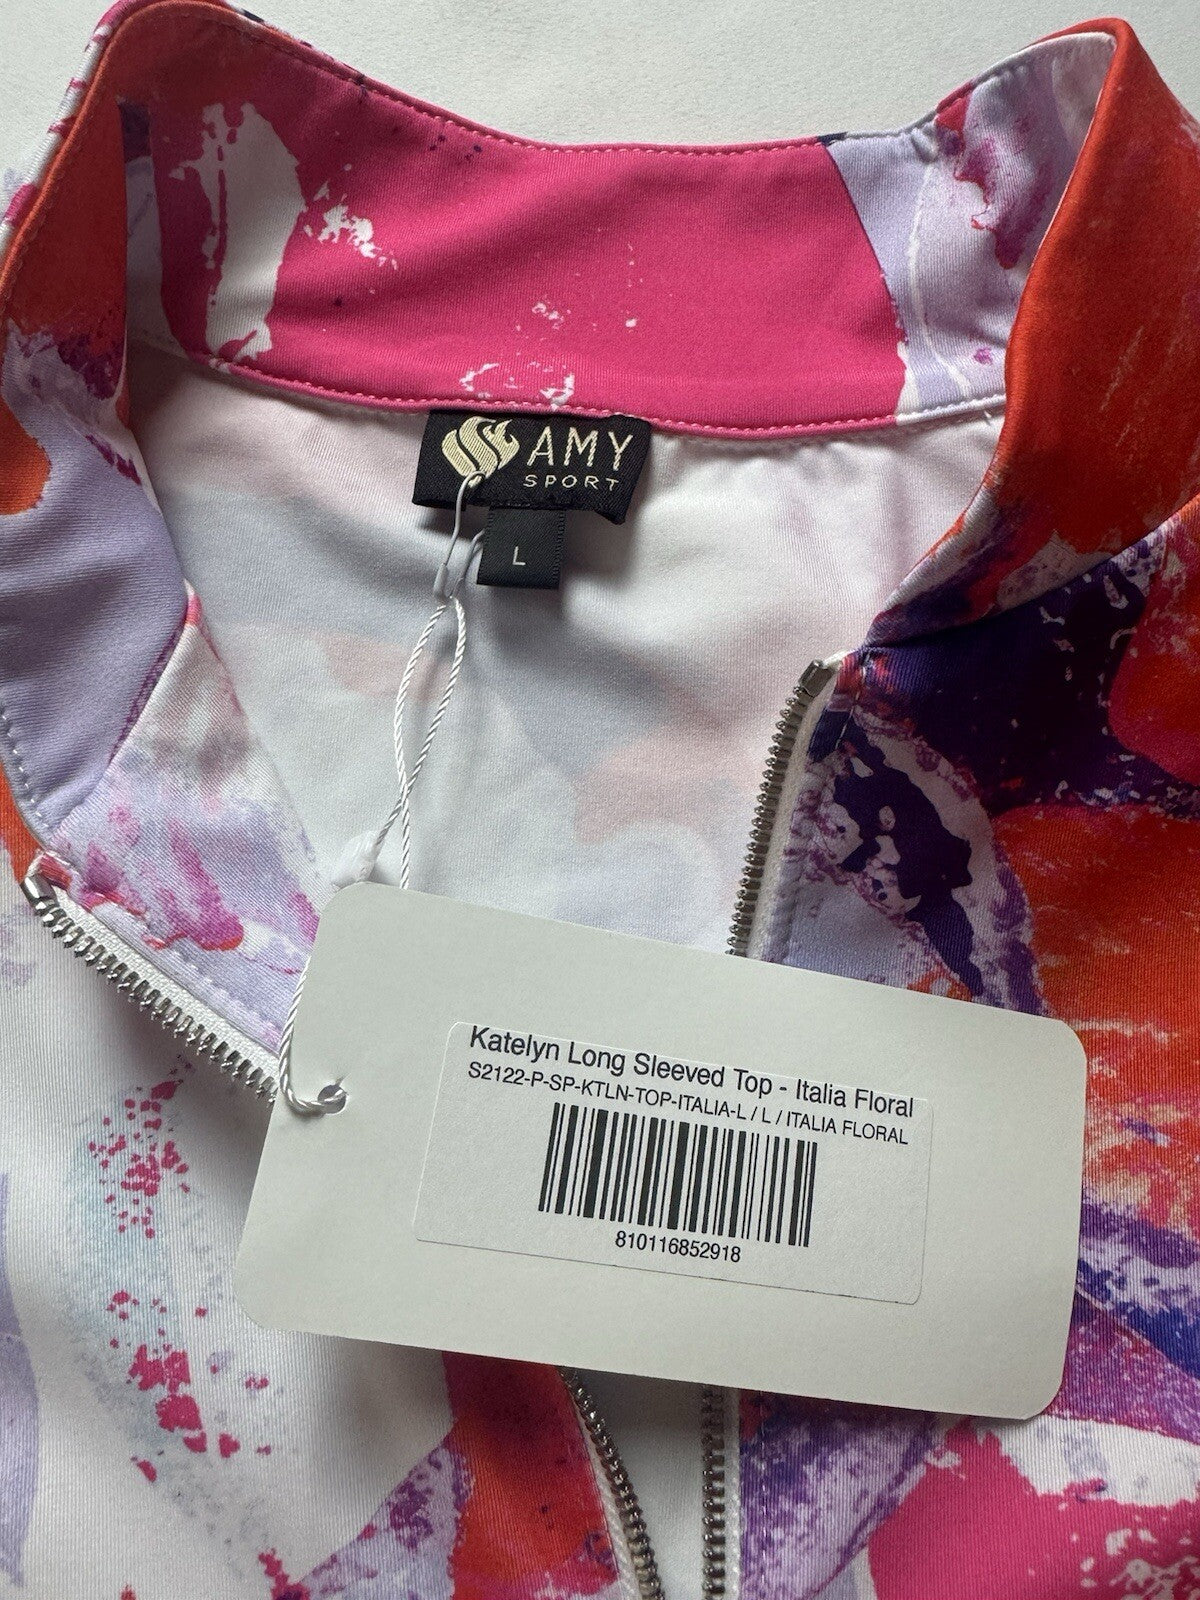 AMY
SPORT
L
Katelyn Long Sleeved Top - Italia Floral
S2122-P-SP-KTLN-TOP-ITALIA-L / L / ITALIA FLORAL
810116852918